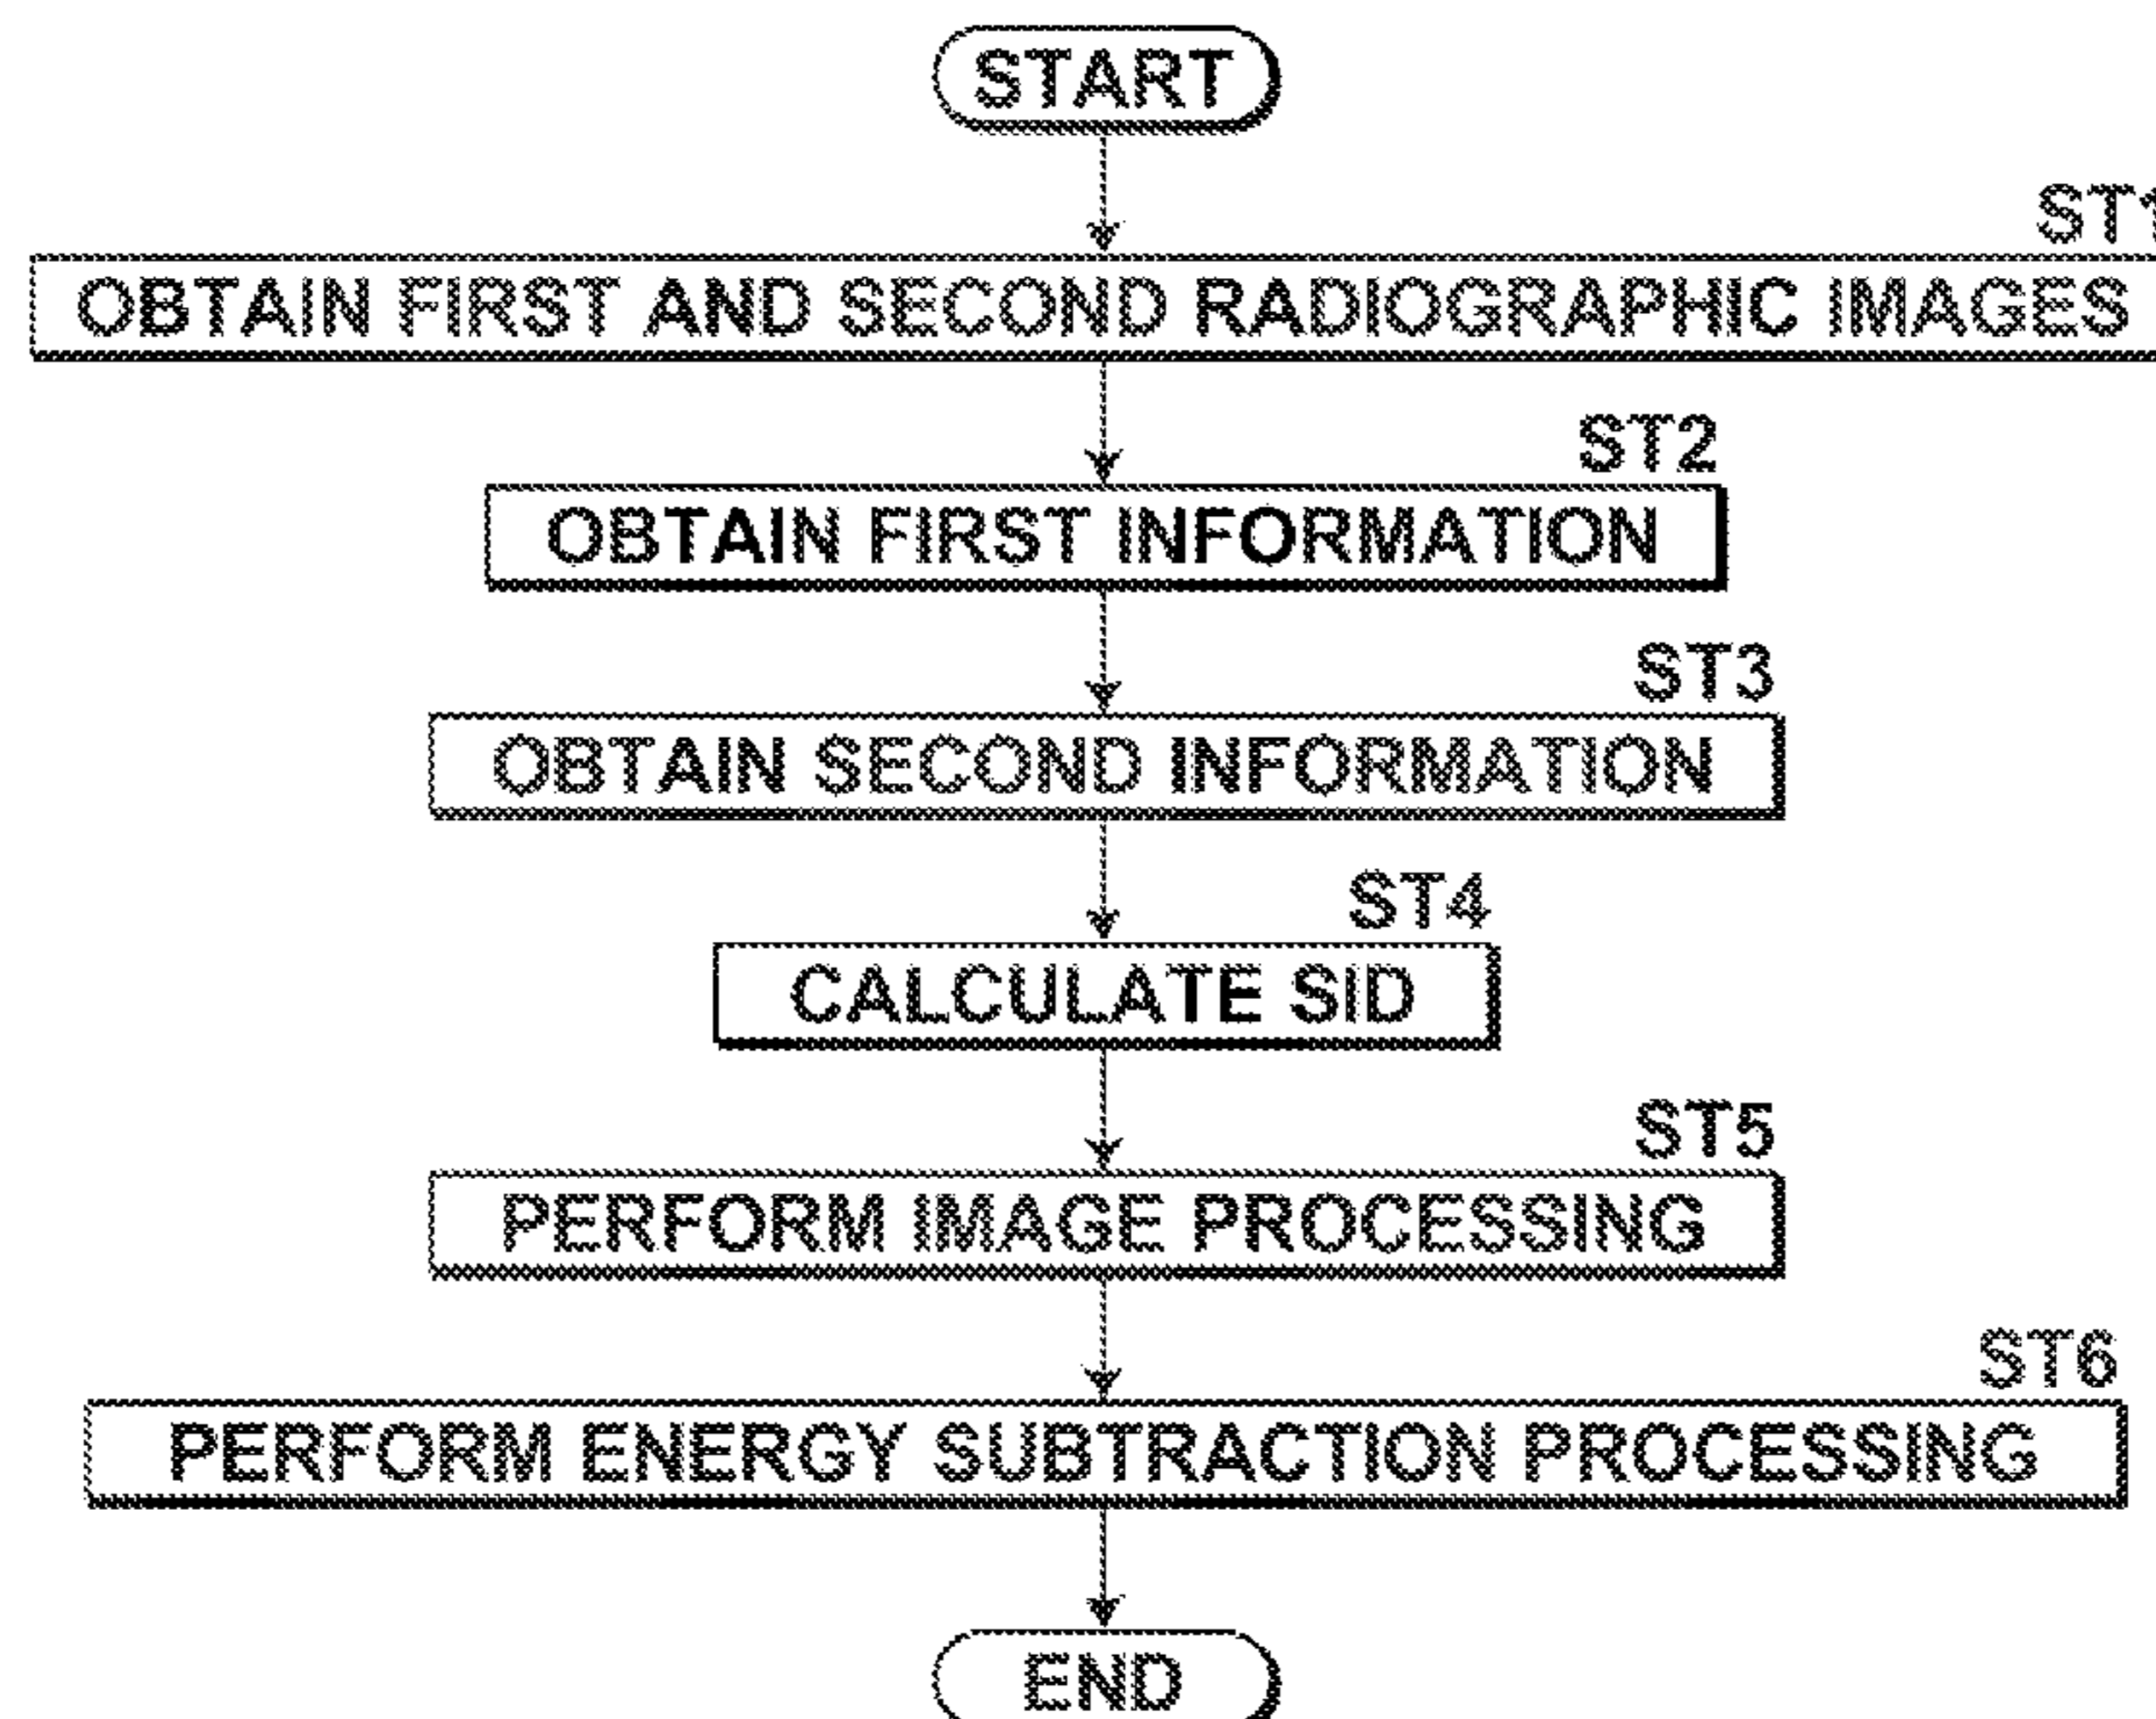 START
ST1
OBTAIN FIRST AND SECOND RADIOGRAPHIC IMAGES
ST2
OBTAIN FIRST INFORMATION
ST3
OBTAIN SECOND INFORMATION
ST4
CALCULATE SID
ST5
PERFORM IMAGE PROCESSING
ST6
PERFORM ENERGY SUBTRACTION PROCESSING
END